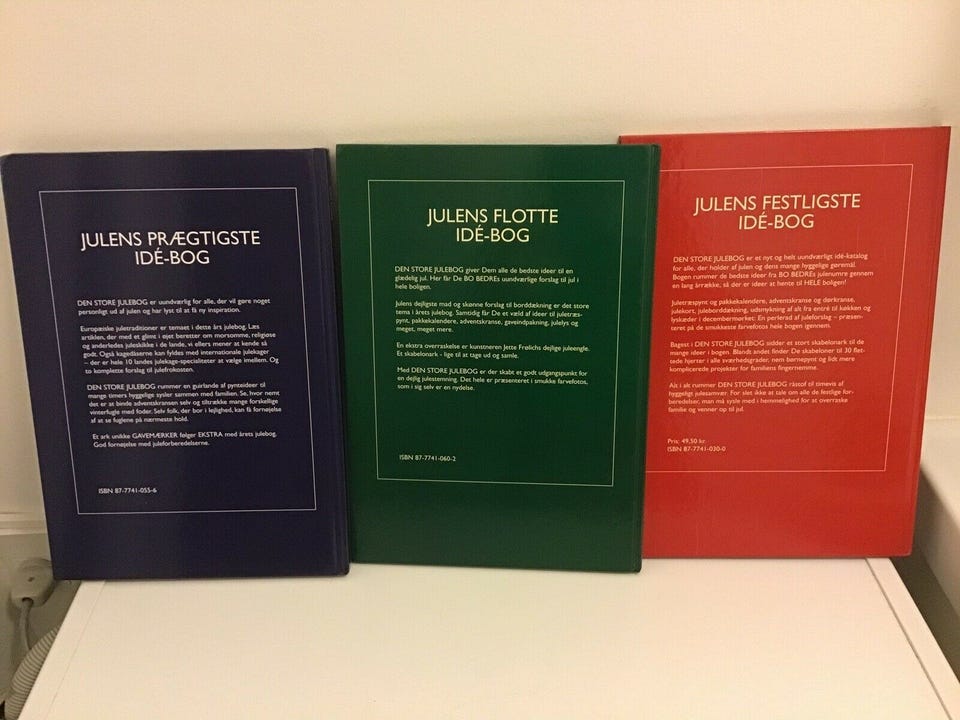 JULENS PRÆGTIGSTE
IDÉ-BOG
DEN STORE JULEBOG er uundværlig for alle, der vil gøre noget
personligt ud af julen og har lyst til at få ny inspiration.
Europæiske juletraditioner er temaet i dette års julebog. Læs
artiklen, der med et glimt i øjet beretter om morsomme, religiøse
og anderledes juleskikke i de lande, vi ellers mener at kende så
godt. Også kagedåserne kan fyldes med internationale julekager
– der er hele 10 landes julekage-specialiteter at vælge imellem. Og
to komplette forslag til julefrokosten.
DEN STORE JULEBOG rummer en guirlande af pynteideer til
mange timers hyggelige sysler sammen med familien. Se, hvor nemt
det er at binde adventskransen selv og tiltrække mange forskellige
vinterfugle med foder. Selv folk, der bor i lejlighed, kan få fornøjelse
af at se fuglene på nærmeste hold.
Et ark unikke GAVEMÆRKER følger EKSTRA med årets julebog.
God fornøjelse med juleforberedelserne.
ISBN 87-7741-055-6
JULENS FLOTTE
IDÉ-BOG
DEN STORE JULEBOG giver Dem alle de bedste ideer til en
glædelig jul. Her får De BO BEDREs uundværlige forslag til jul i
hele boligen.
Julens dejligste mad og skønne forslag til borddækning er det store
tema i årets julebog. Samtidig får De et væld af ideer til juletræs-
pynt, pakkekalendere, adventskranse, gaveindpakning, julelys og
meget, meget mere.
En ekstra overraskelse er kunstneren Jette Frølichs dejlige juleengle.
Et skabelonark - lige til at tage ud og samle.
Med DEN STORE JULEBOG er der skabt et godt udgangspunkt for
en dejlig julestemning. Det hele er præsenteret i smukke farvefotos,
som i sig selv er en nydelse.
ISBN 87-7741-060-2
JULENS FESTLIGSTE
IDÉ-BOG
DEN STORE JULEBOG er et nyt og helt uundværligt idé-katalog
for alle, der holder af julen og dens mange hyggelige gøremål.
Bogen rummer de bedste ideer fra BO BEDREs julenumre gennem
en lang årrække, så der er ideer at hente til HELE boligen!
Juletræspynt og pakkekalendere, adventskranse og dørkranse,
julekort, juleborddækning, udsmykning af alt fra entré til køkken og
lyskæder i decembermørket: En perlerad af juleforslag – præsen-
teret på de smukkeste farvefotos hele bogen igennem.
Bagest i DEN STORE JULEBOG sidder et stort skabelonark til de
mange ideer i bogen. Blandt andet finder De skabeloner til 30 flet-
tede hjerter i alle sværhedsgrader, nem børnepynt og lidt mere
komplicerede projekter for familiens fingernemme.
Alt i alt rummer DEN STORE JULEBOG råstof til timevis af
hyggeligt julesamvær. For slet ikke at tale om alle de festlige for-
beredelser, man må sysle med i hemmelighed for at overraske
familie og venner op til jul.
Pris: 49,50 kr.
ISBN 87-7741-030-0